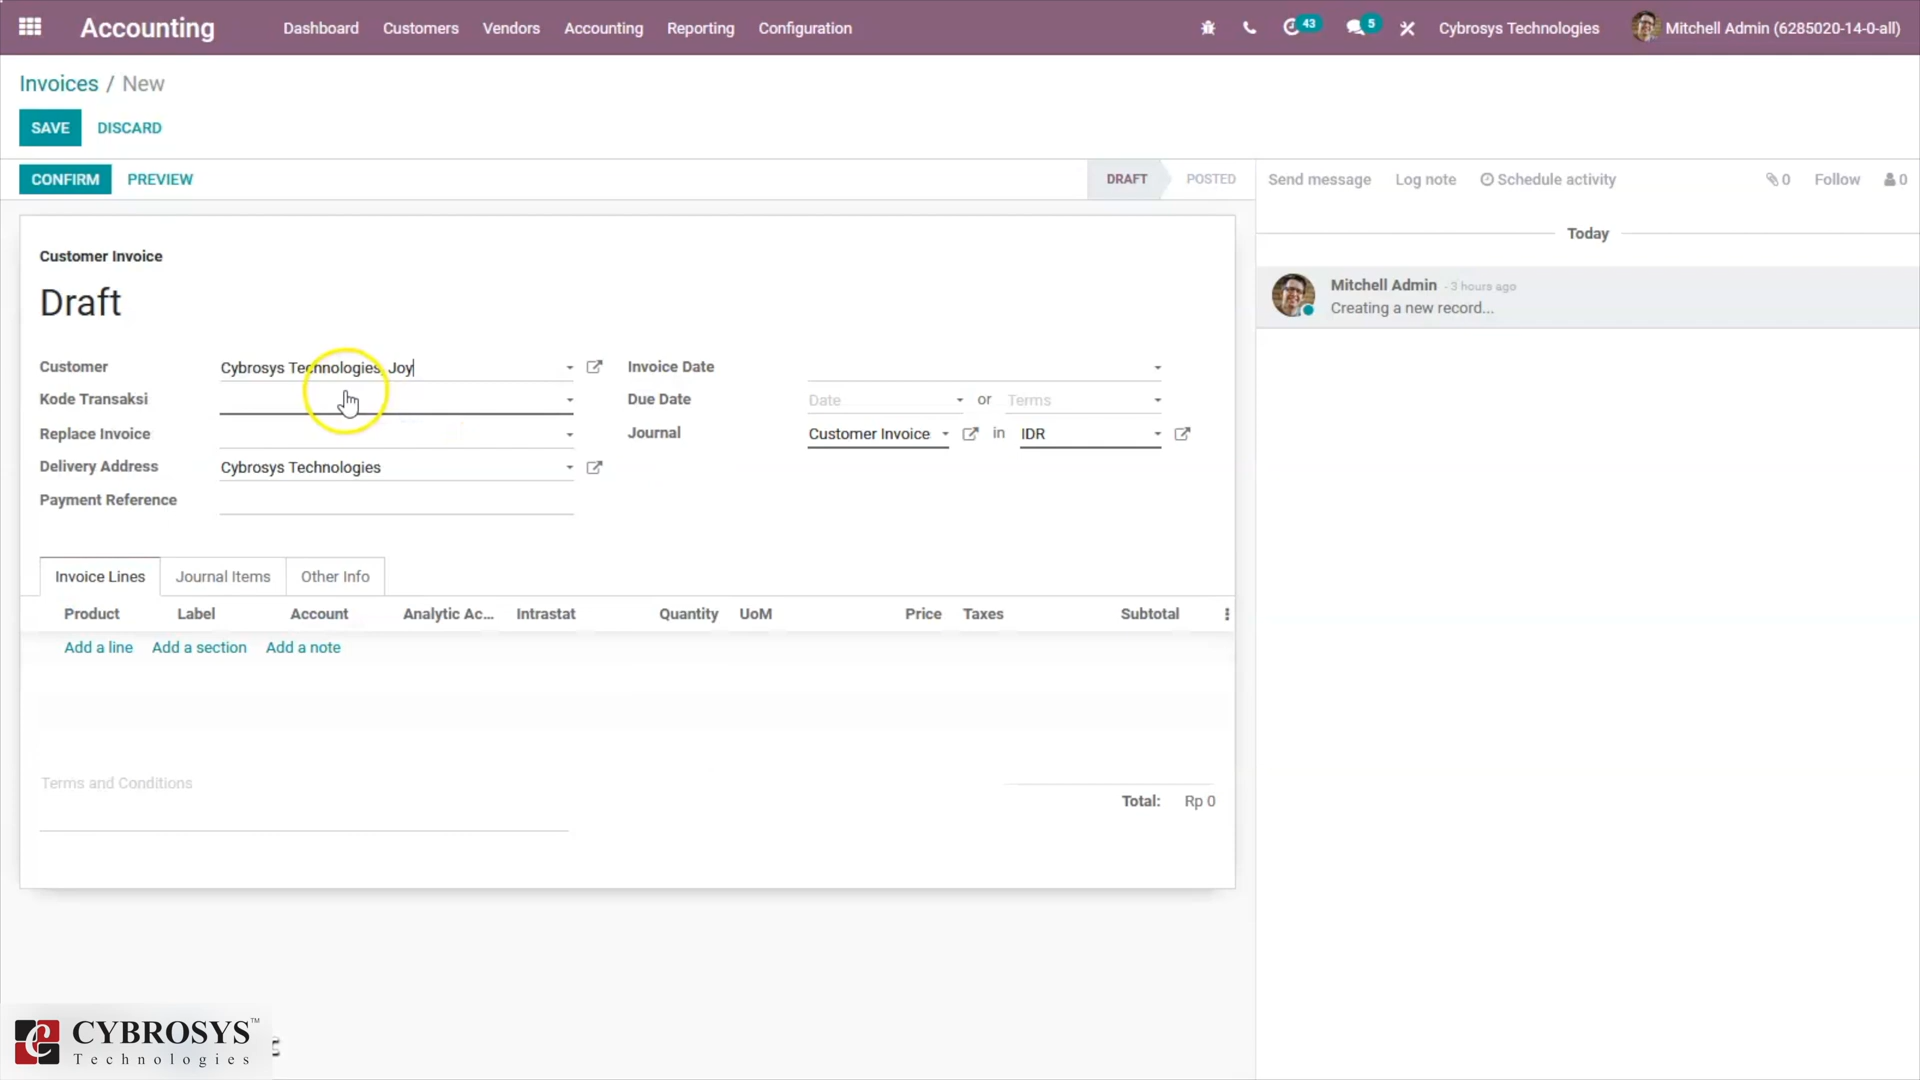 Accounting Dashboard Customers Vendors Accounting Reporting Configuration 43 5 Cybrosys Technologies Mitchell Admin (6285020-14-0-all)
Invoices / New
SAVE DISCARD
CONFIRM PREVIEW DRAFT POSTED Send message Log note Schedule activity 0 Follow 0
Today
Customer Invoice
Draft
Mitchell Admin - 3 hours ago
Creating a new record...
Customer Cybrosys Technologies, Joy Invoice Date
Kode Transaksi Due Date Date or Terms
Replace Invoice Journal Customer Invoice in IDR
Delivery Address Cybrosys Technologies
Payment Reference
Invoice Lines Journal Items Other Info
Product Label Account Analytic Ac... Intrastat Quantity UoM Price Taxes Subtotal
Add a line Add a section Add a note
Terms and Conditions
Total: Rp 0
CYBROSYS™
Technologies